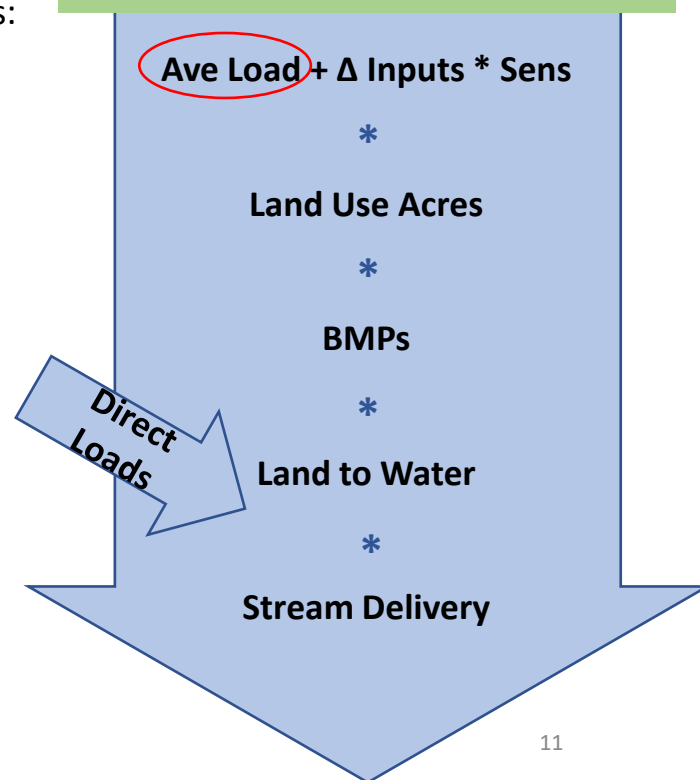 s:
Ave Load + Δ Inputs * Sens
*
Land Use Acres
*
BMPs
*
Direct
Loads
Land to Water
*
Stream Delivery
11